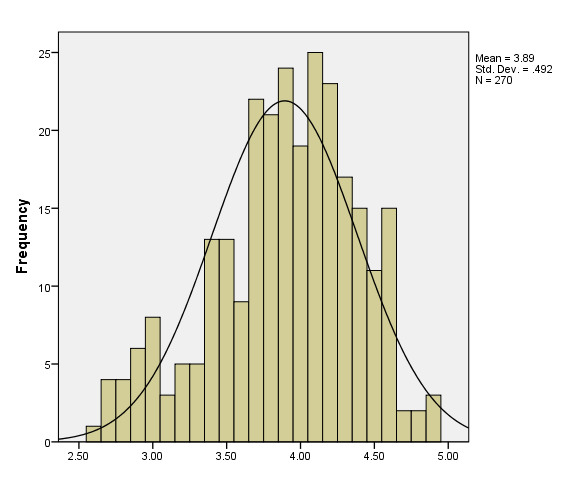 Mean = 3.89
Std. Dev. = .492
N = 270
Frequency
25
20
15
10
5
0
2.50 3.00 3.50 4.00 4.50 5.00